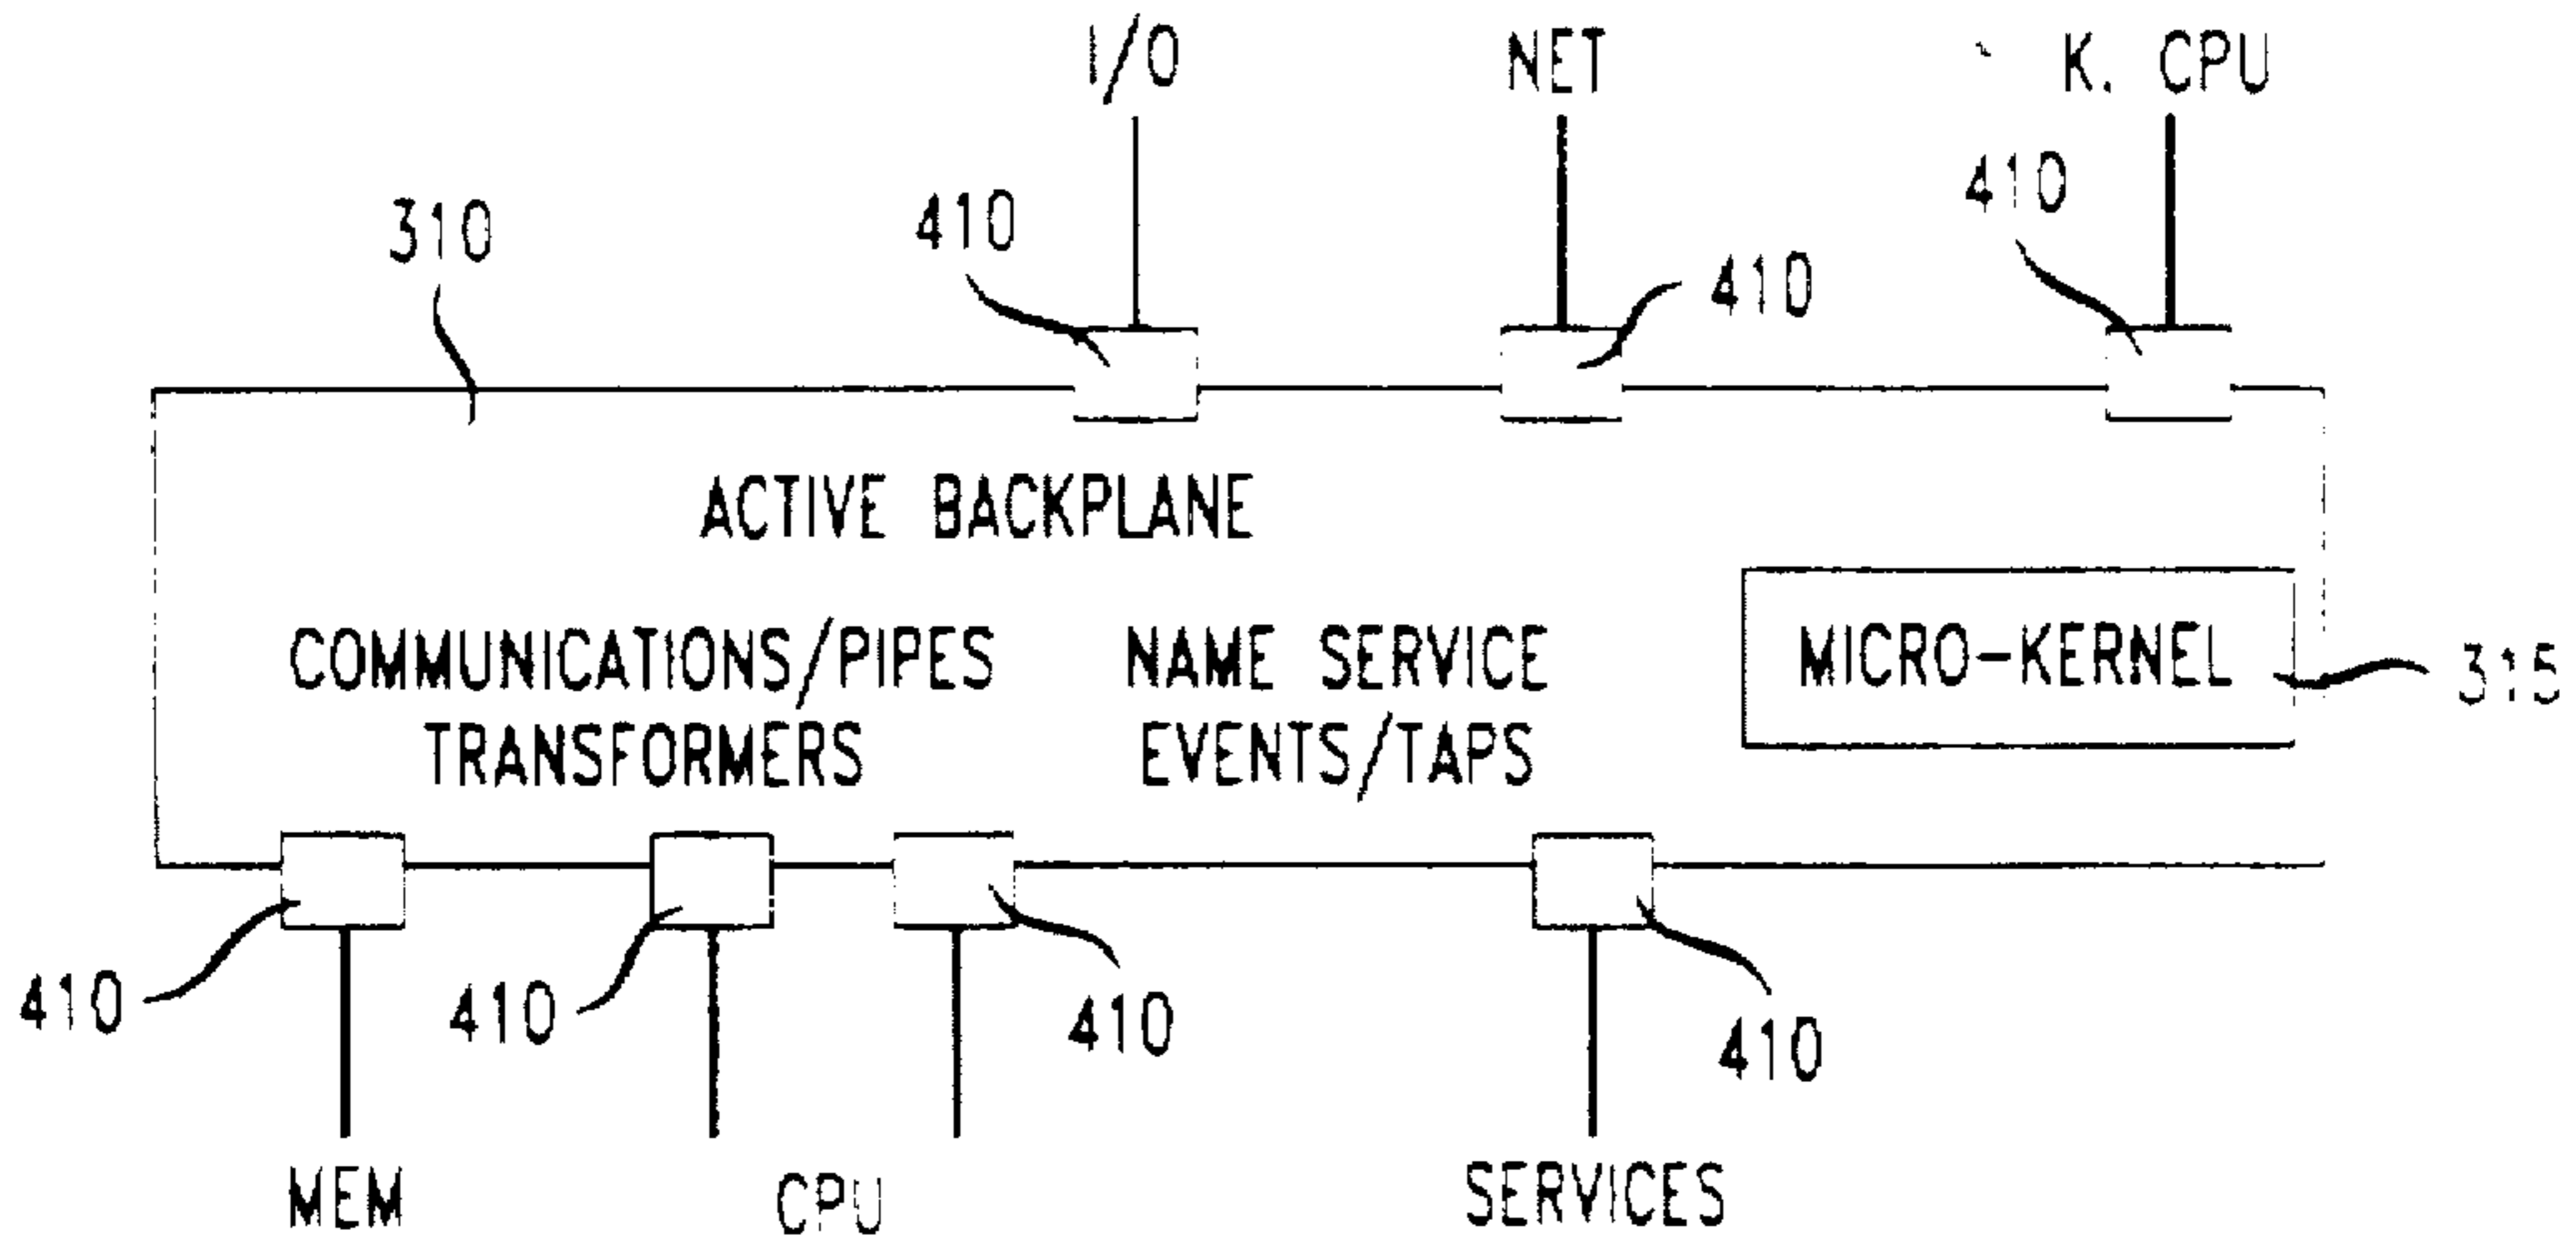 I/O
NET
K. CPU
410
310
410
410
ACTIVE BACKPLANE
COMMUNICATIONS/PIPES
TRANSFORMERS
NAME SERVICE
EVENTS/TAPS
MICRO-KERNEL
315
410
410
410
410
MEM
CPU
SERVICES